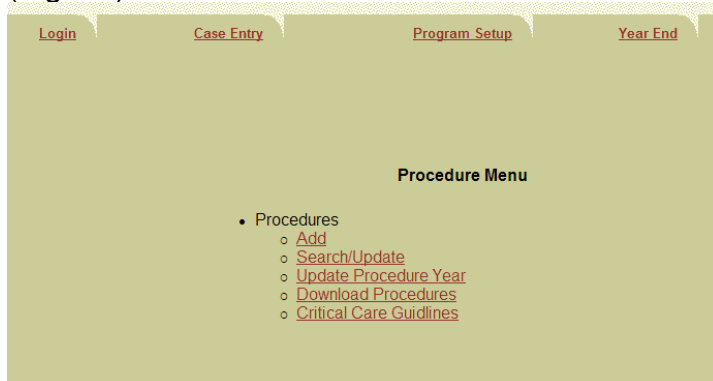 Login Case Entry Program Setup Year End
Procedure Menu
Procedures
Add
Search/Update
Update Procedure Year
Download Procedures
Critical Care Guidlines